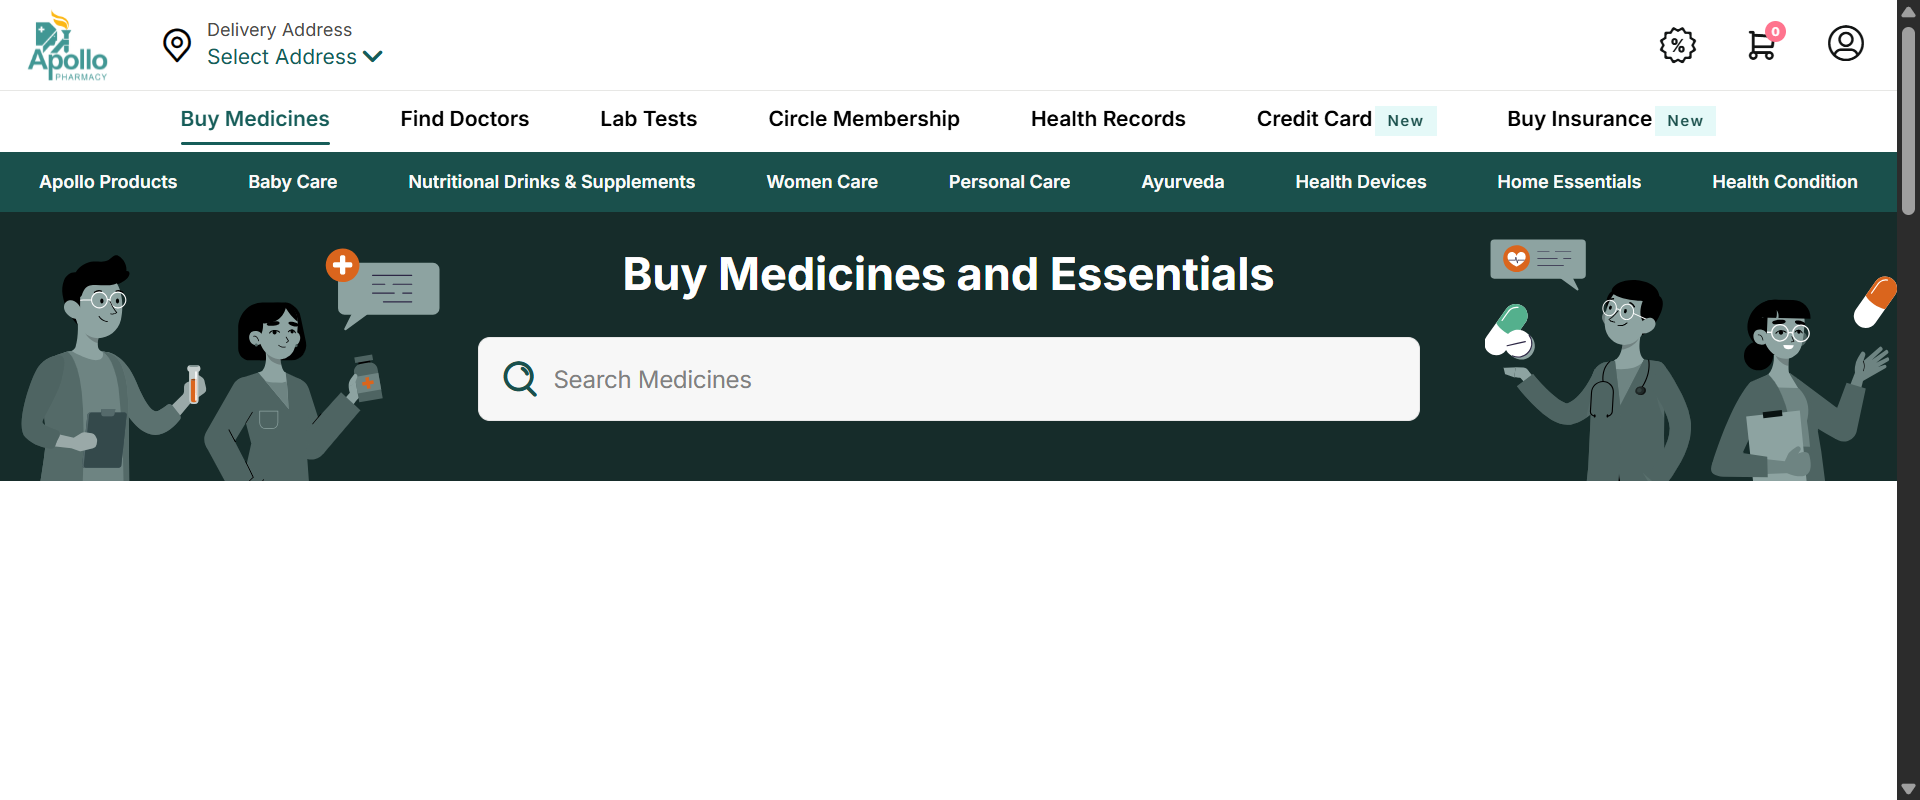 Apollo
PHARMACY
Delivery Address
Select Address
%
0
Buy Medicines
Find Doctors
Lab Tests
Circle Membership
Health Records
Credit Card New
Buy Insurance New
Apollo Products
Baby Care
Nutritional Drinks & Supplements
Women Care
Personal Care
Ayurveda
Health Devices
Home Essentials
Health Condition
Buy Medicines and Essentials
Search Medicines